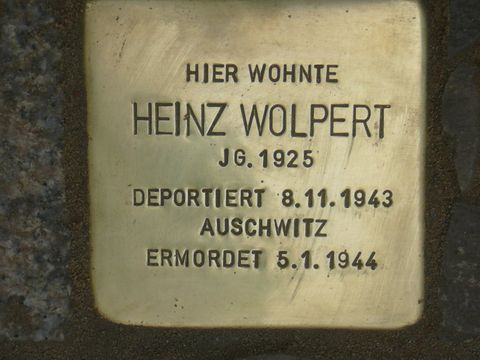 HIER WOHNTE
HEINZ WOLPERT
JG. 1925
DEPORTIERT 8.11.1943
AUSCHWITZ
ERMORDET 5.1.1944